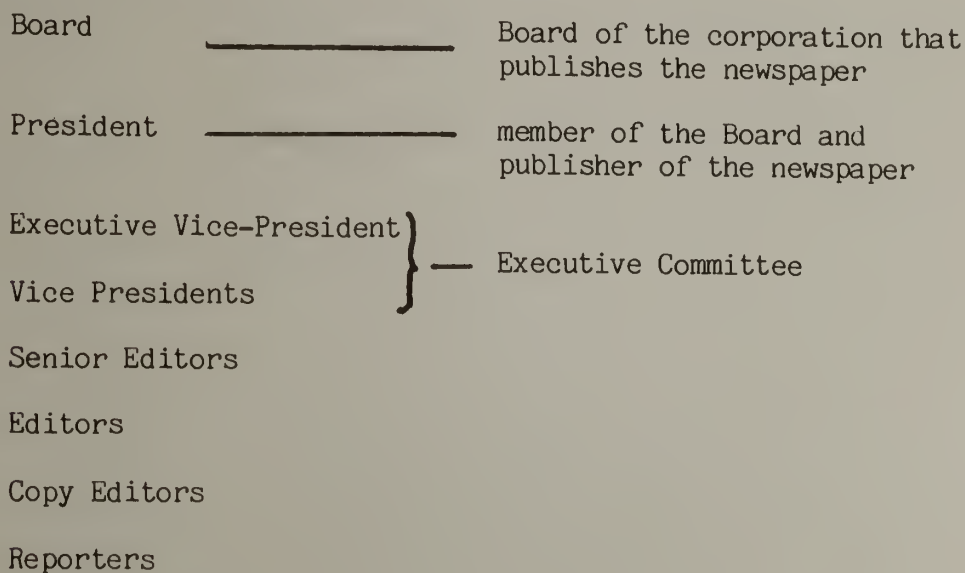 Board
Board of the corporation that
publishes the newspaper
President
member of the Board and
publisher of the newspaper
Executive Vice-President
Executive Committee
Vice Presidents
Senior Editors
Editors
Copy Editors
Reporters